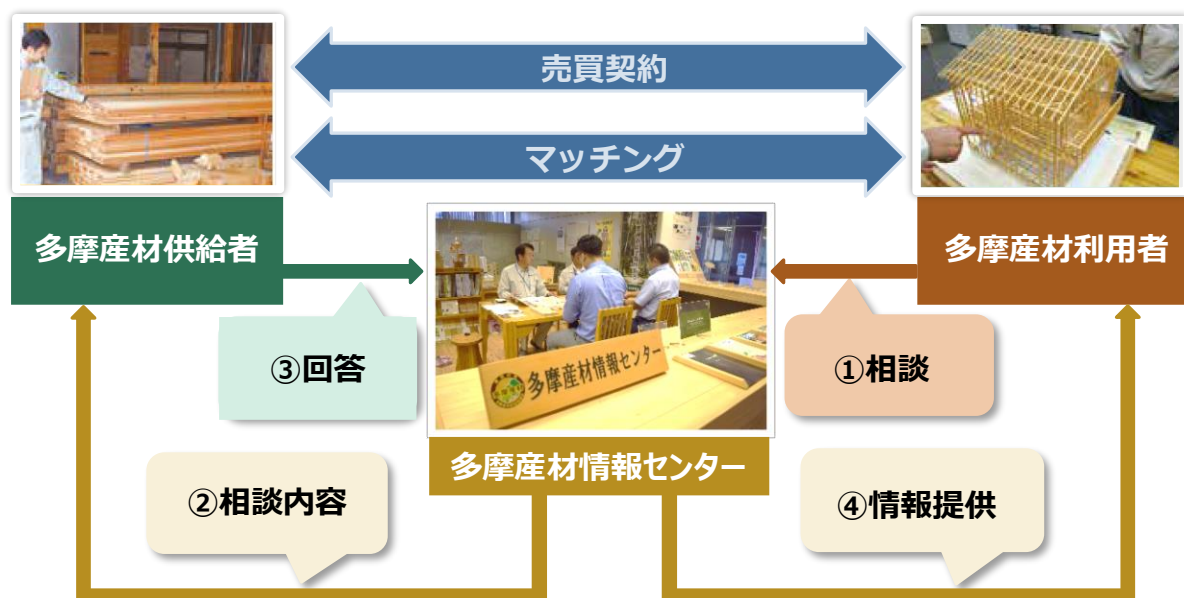 売買契約
マッチング
多摩産材供給者
多摩産材利用者
③回答
①相談
多摩産材情報センター
多摩産材情報センター
②相談内容
④情報提供